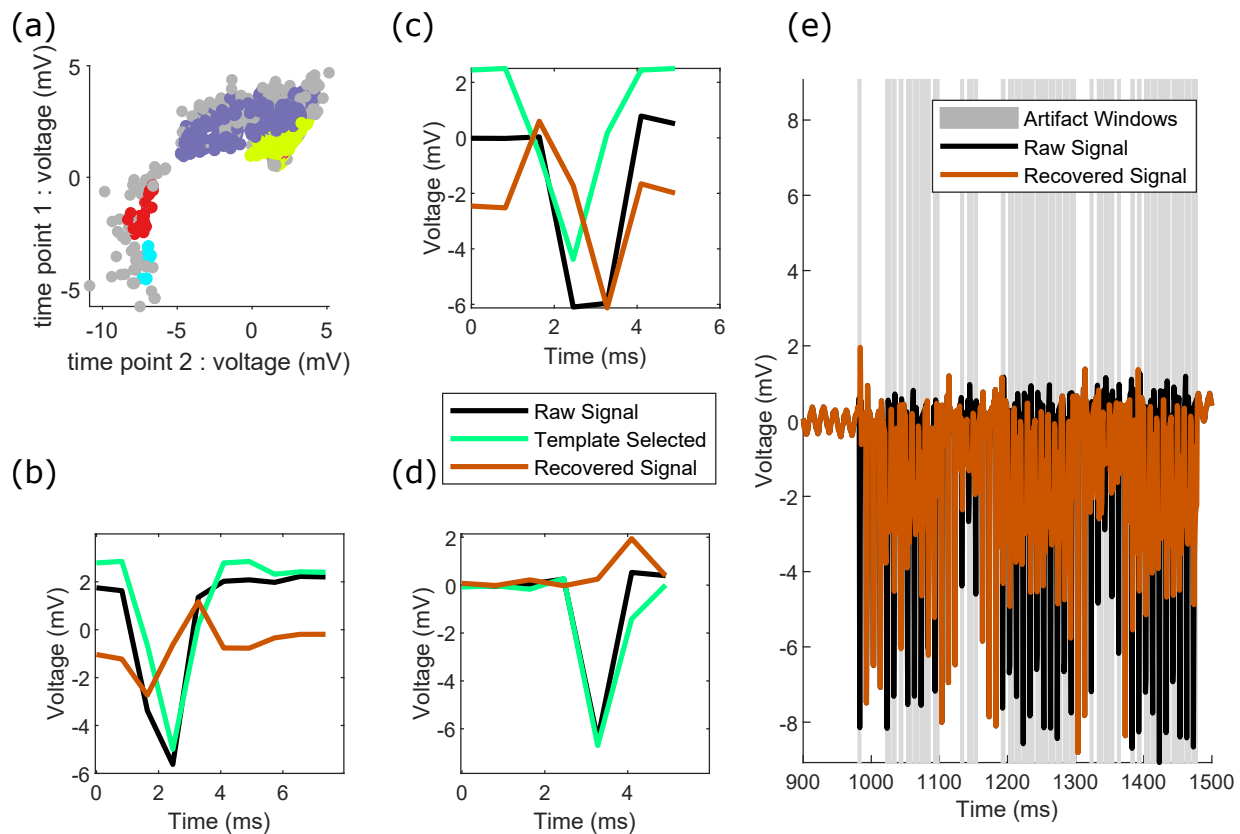 (a)
time point 1 : voltage (mV)
5
0
-5
-10
-5
0
5
time point 2 : voltage (mV)
(c)
Voltage (mV)
2
0
-2
-4
-6
0
2
4
6
Time (ms)
Raw Signal
Template Selected
Recovered Signal
(b)
Voltage (mV)
2
0
-2
-4
-6
0
2
4
6
Time (ms)
(d)
Voltage (mV)
2
0
-2
-4
-6
0
2
4
Time (ms)
(e)
Artifact Windows
Raw Signal
Recovered Signal
Voltage (mV)
8
6
4
2
0
-2
-4
-6
-8
900
1000
1100
1200
1300
1400
1500
Time (ms)